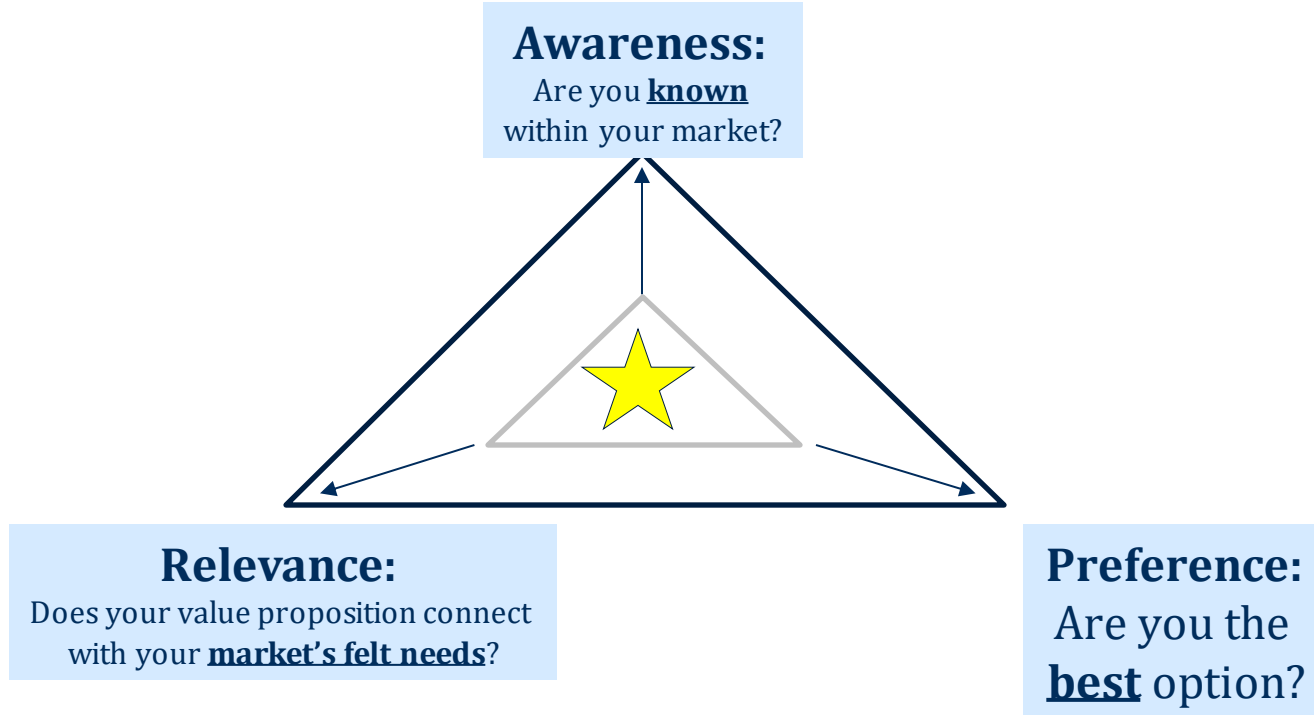 Awareness:
Are you known
within your market?
Relevance:
Does your value proposition connect
with your market’s felt needs?
Preference:
Are you the
best option?